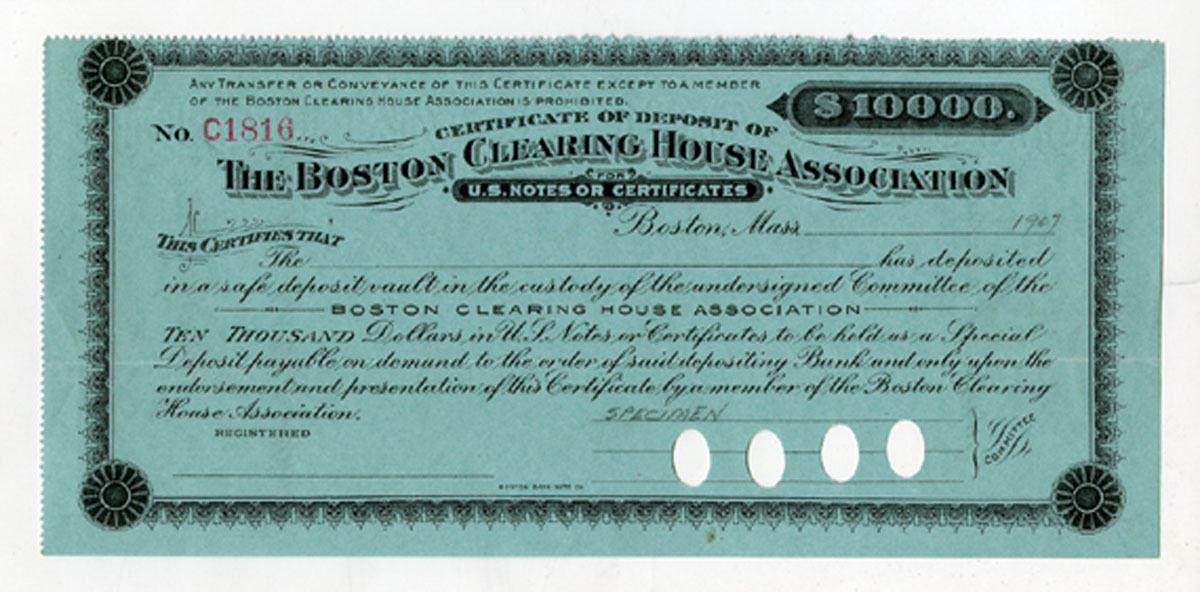 ANY TRANSFER OR CONVEYANCE OF THIS CERTIFICATE EXCEPT TO A MEMBER
OF THE BOSTON CLEARING HOUSE ASSOCIATION IS PROHIBITED.
$10000.
No. C1816
CERTIFICATE OF DEPOSIT OF
THE BOSTON CLEARING HOUSE ASSOCIATION
FOR
U.S. NOTES OR CERTIFICATES
Boston, Mass. 1907
THIS CERTIFIES THAT
The has deposited
in a safe deposit vault in the custody of the undersigned Committee of the
BOSTON CLEARING HOUSE ASSOCIATION
TEN THOUSAND Dollars in U.S. Notes or Certificates to be held as a Special
Deposit payable on demand to the order of said depositing Bank and only upon the
endorsement and presentation of this Certificate by a member of the Boston Clearing
House Association.
SPECIMEN
REGISTERED
COMMITTEE
BOSTON BANK NOTE CO.